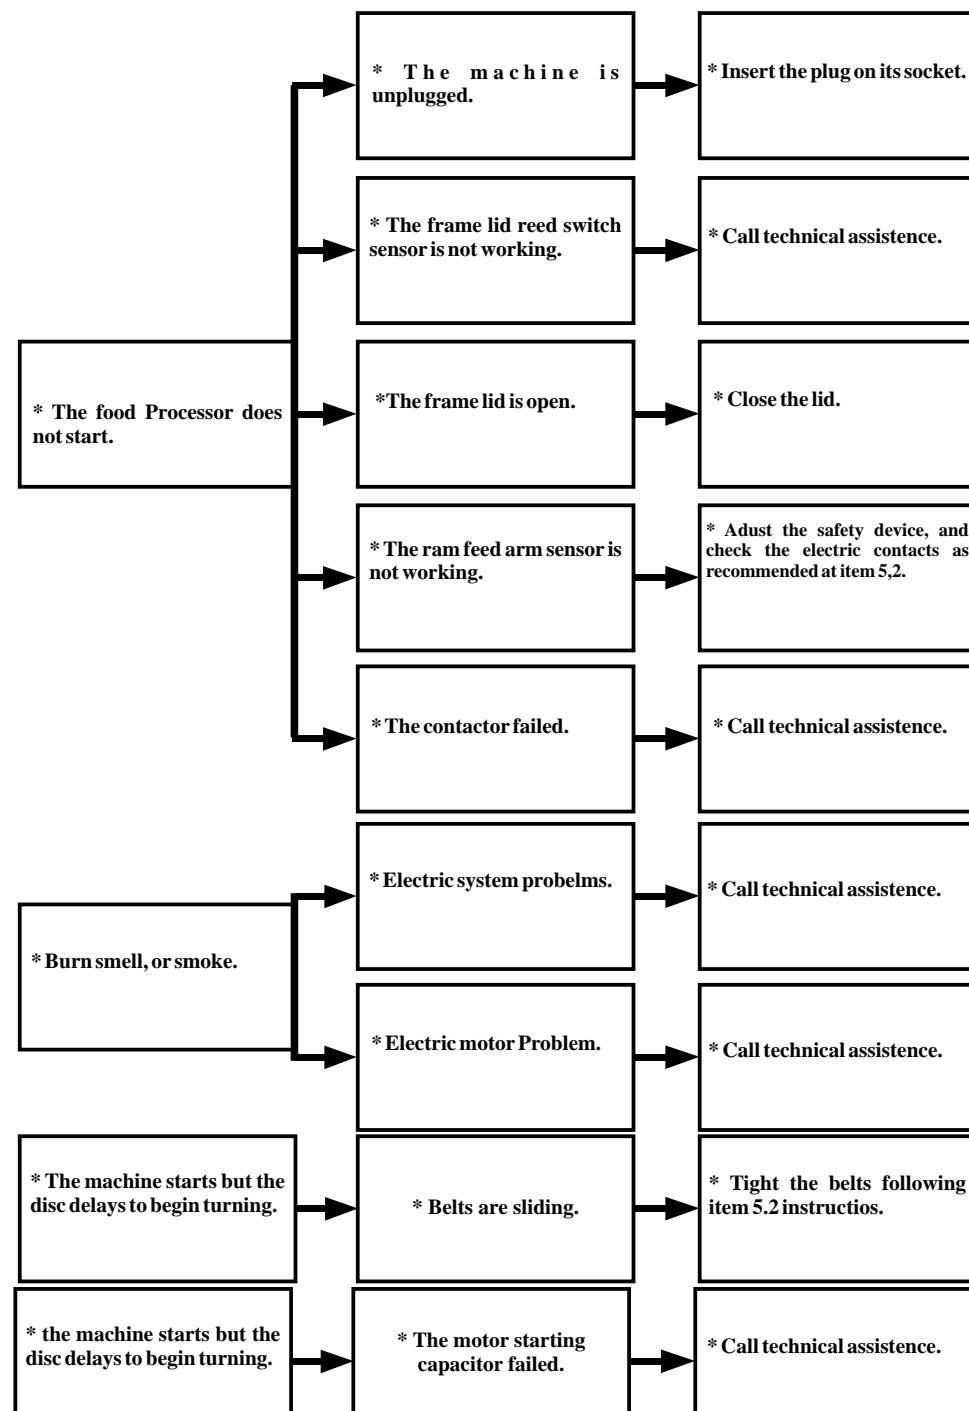 * The machine is
unplugged.
* Insert the plug on its socket.
* The frame lid reed switch
sensor is not working.
* Call technical assistence.
* The food Processor does
not start.
*The frame lid is open.
* Close the lid.
* The ram feed arm sensor is
not working.
* Adust the safety device, and
check the electric contacts as
recommended at item 5,2.
* The contactor failed.
* Call technical assistence.
* Burn smell, or smoke.
* Electric system probelms.
* Call technical assistence.
* Electric motor Problem.
* Call technical assistence.
* The machine starts but the
disc delays to begin turning.
* Belts are sliding.
* Tight the belts following
item 5.2 instructios.
* the machine starts but the
disc delays to begin turning.
* The motor starting
capacitor failed.
* Call technical assistence.